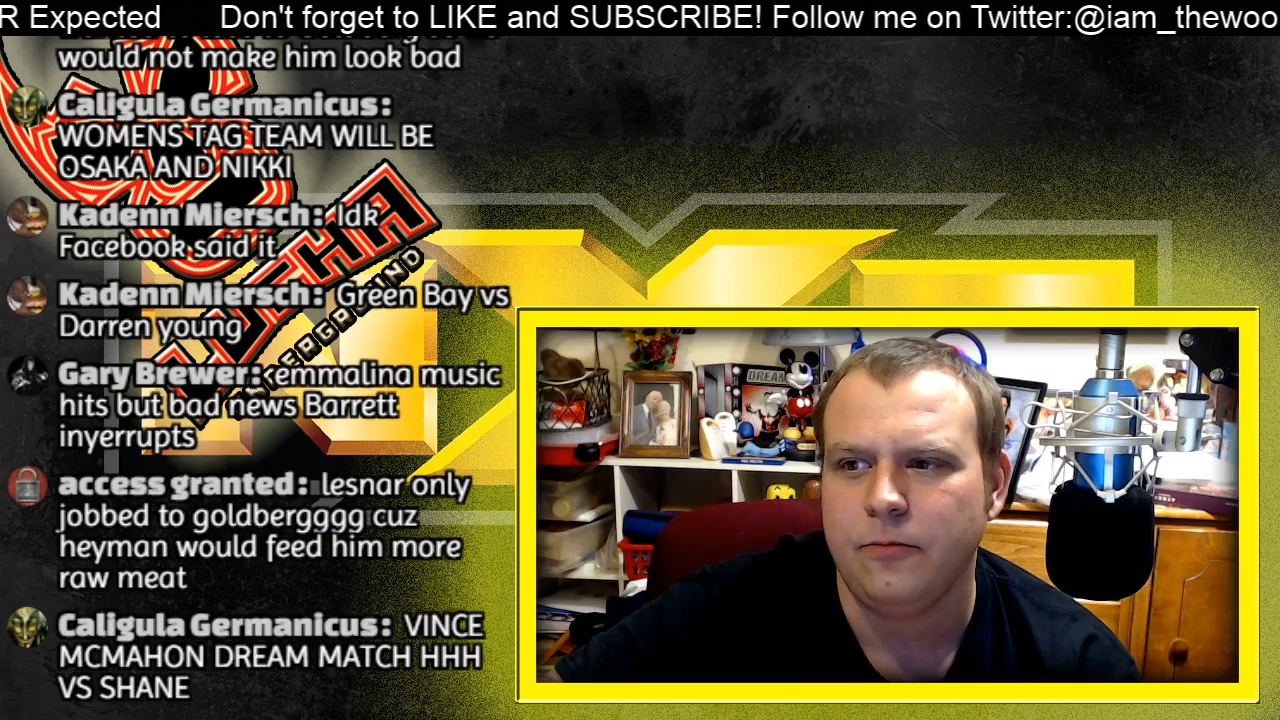 R Expected Don't forget to LIKE and SUBSCRIBE! Follow me on Twitter:@iam_thewoo
would not make him look bad
Caligula Germanicus:
WOMENS TAG TEAM WILL BE
OSAKA AND NIKKI
Kadenn Miersch: Idk
Facebook said it
Kadenn Miersch: Green Bay vs
Darren young
Gary Brewer: emmalina music
hits but bad news Barrett
inyerrupts
access granted: lesnar only
jobbed to goldbergggg cuz
heyman would feed him more
raw meat
Caligula Germanicus: VINCE
MCMAHON DREAM MATCH HHH
VS SHANE
NXT
DREAM